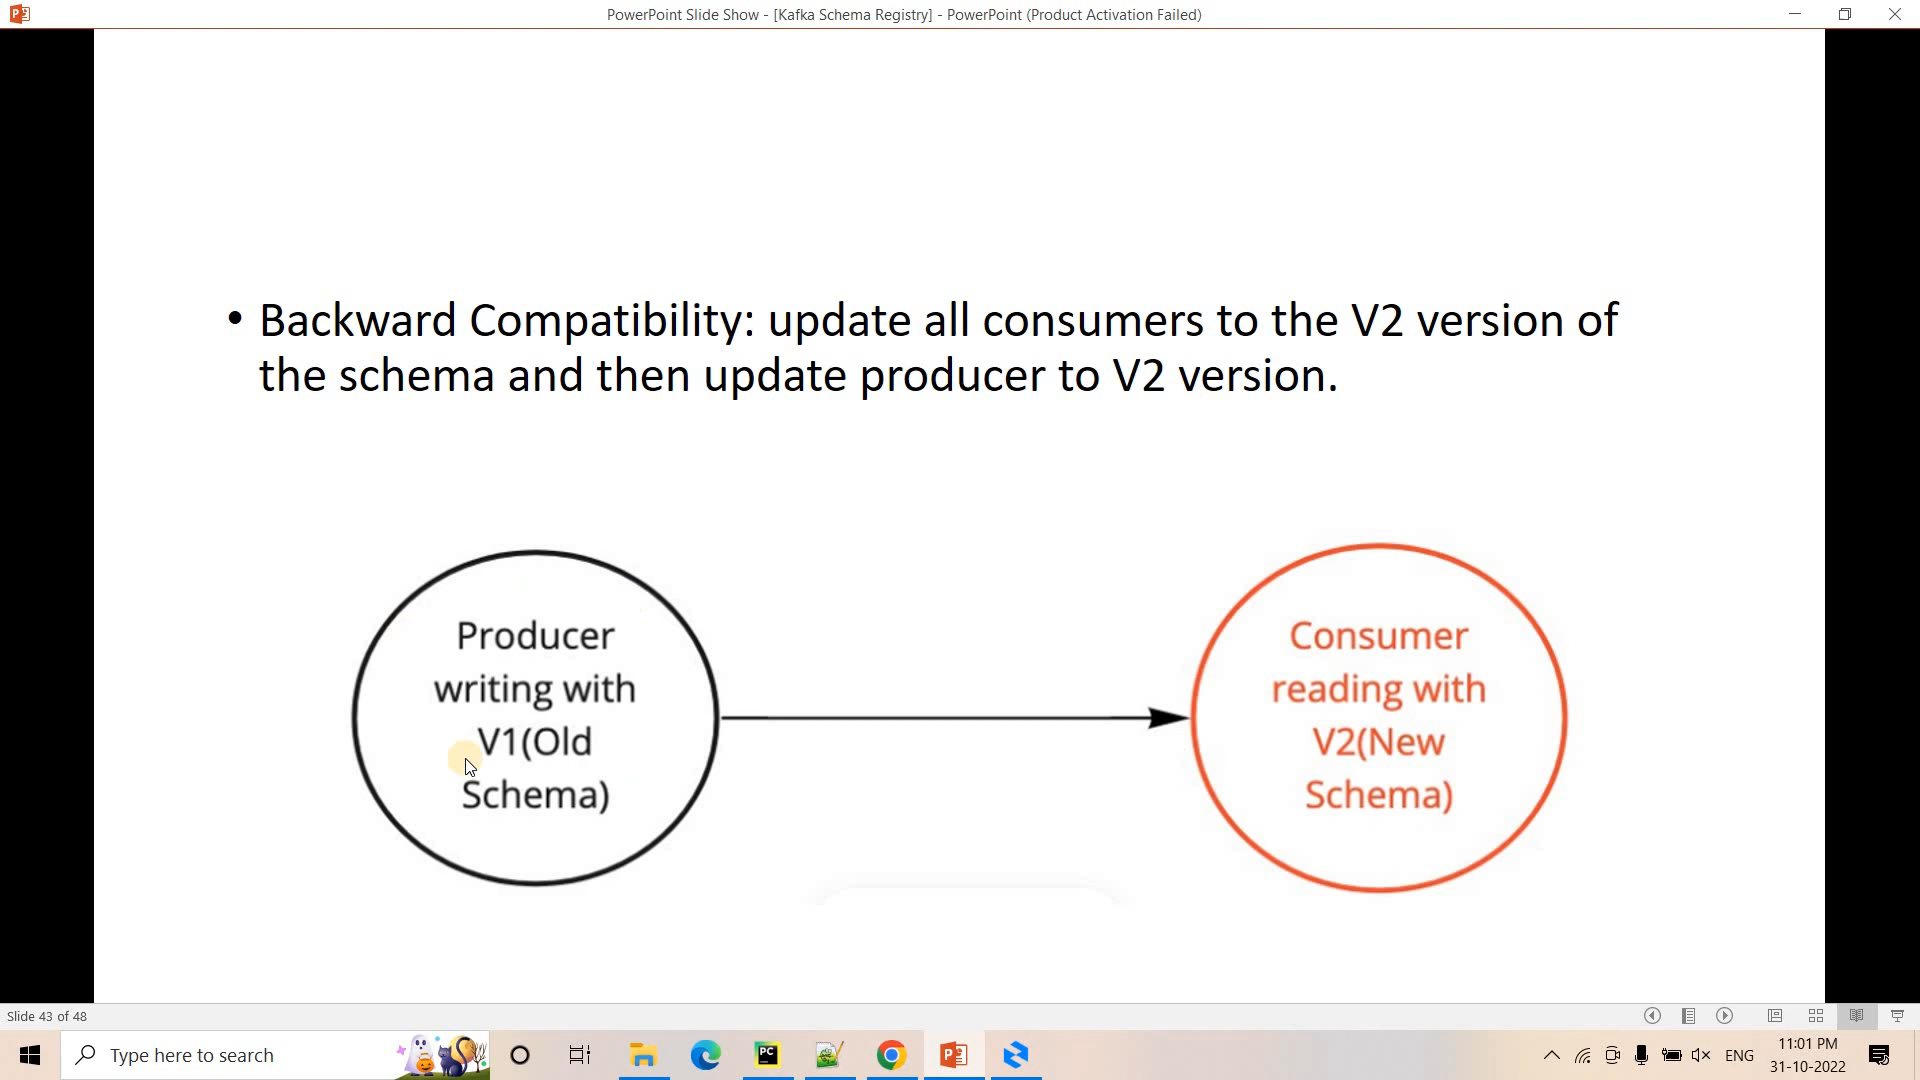 PowerPoint Slide Show - [Kafka Schema Registry] - PowerPoint (Product Activation Failed)
• Backward Compatibility: update all consumers to the V2 version of
the schema and then update producer to V2 version.
Producer
writing with
V1(Old
Schema)
Consumer
reading with
V2(New
Schema)
Slide 43 of 48
Type here to search
PC
ENG
11:01 PM
31-10-2022